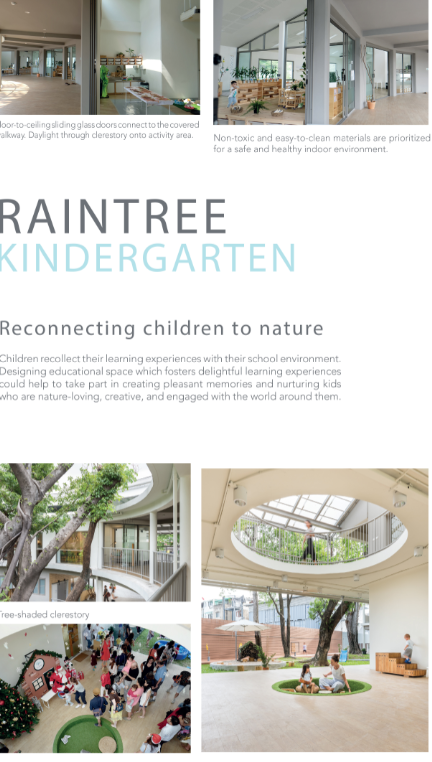 floor-to-ceiling sliding glass doors connect to the covered
walkway. Daylight through clerestory onto activity area.
Non-toxic and easy-to-clean materials are prioritized
for a safe and healthy indoor environment.
RAINTREE
KINDERGARTEN
Reconnecting children to nature
Children recollect their learning experiences with their school environment.
Designing educational space which fosters delightful learning experiences
could help to take part in creating pleasant memories and nurturing kids
who are nature-loving, creative, and engaged with the world around them.
Tree-shaded clerestory